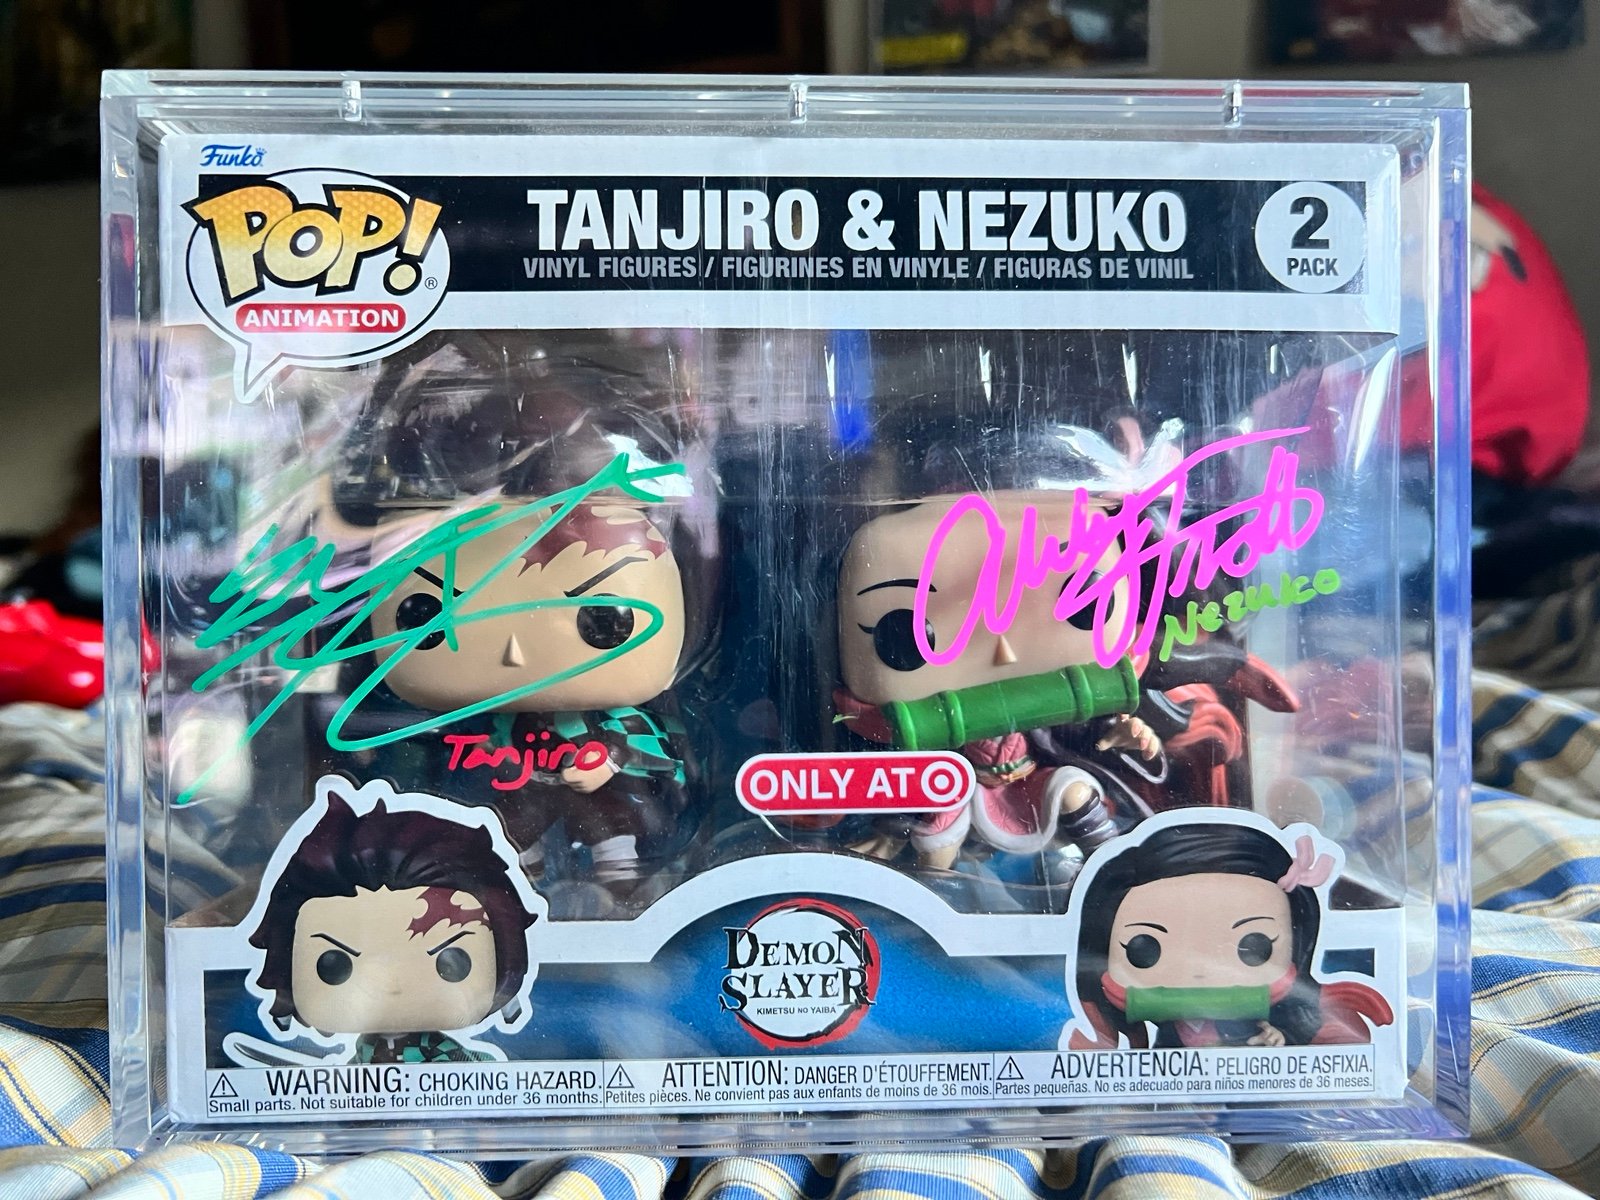 Funko
POP!®
ANIMATION
TANJIRO & NEZUKO
VINYL FIGURES / FIGURINES EN VINYLE / FIGURAS DE VINIL
2
PACK
Abby Trott
Nezuko
Tanjiro
ONLY AT
DEMON
SLAYER
KIMETSU NO YAIBA
WARNING: CHOKING HAZARD.
Small parts. Not suitable for children under 36 months.
ATTENTION: DANGER D'ÉTOUFFEMENT.
Petites pièces. Ne convient pas aux enfants de moins de 36 mois.
ADVERTENCIA: PELIGRO DE ASFIXIA.
Partes pequeñas. No es adecuado para niños menores de 36 meses.